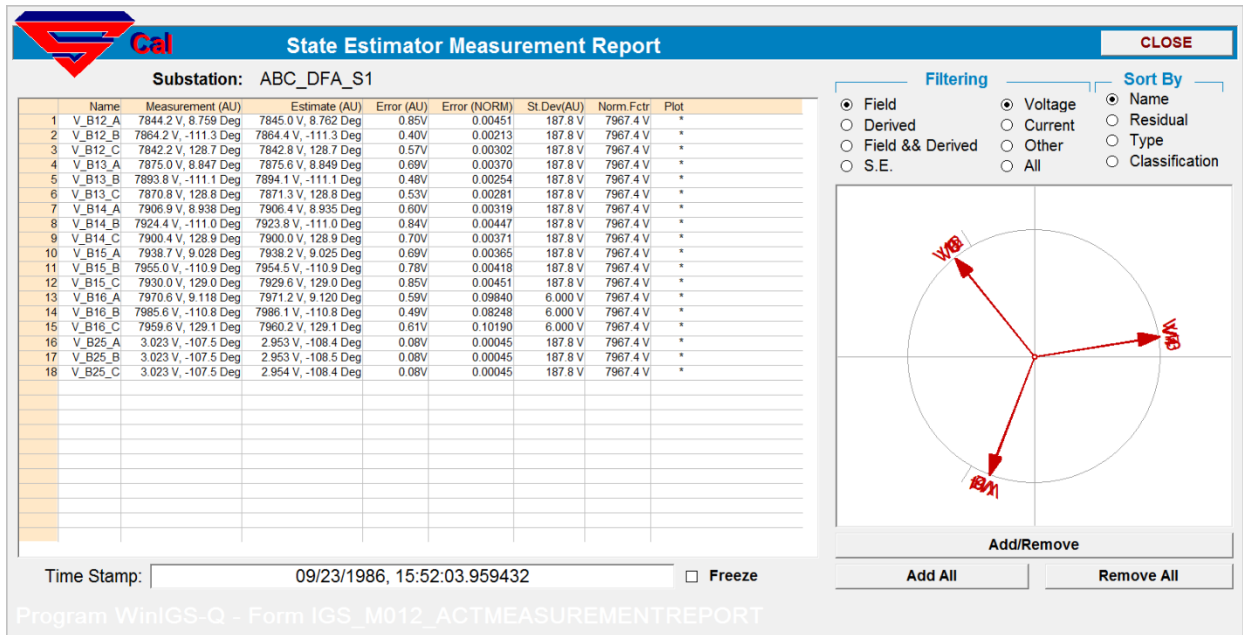 Cal
State Estimator Measurement Report
CLOSE
Substation: ABC_DFA_S1
Name Measurement (AU) Estimate (AU) Error (AU) Error (NORM) St.Dev(AU) Norm.Fctr Plot
1 V_B12_A 7844.2 V, 8.759 Deg 7845.0 V, 8.762 Deg 0.85V 0.00451 187.8 V 7967.4 V *
2 V_B12_B 7864.2 V, -111.3 Deg 7864.4 V, -111.3 Deg 0.40V 0.00213 187.8 V 7967.4 V *
3 V_B12_C 7842.2 V, 128.7 Deg 7842.8 V, 128.7 Deg 0.57V 0.00302 187.8 V 7967.4 V *
4 V_B13_A 7875.0 V, 8.847 Deg 7875.6 V, 8.849 Deg 0.69V 0.00370 187.8 V 7967.4 V *
5 V_B13_B 7893.8 V, -111.1 Deg 7894.1 V, -111.1 Deg 0.48V 0.00254 187.8 V 7967.4 V *
6 V_B13_C 7870.8 V, 128.8 Deg 7871.3 V, 128.8 Deg 0.53V 0.00281 187.8 V 7967.4 V *
7 V_B14_A 7906.9 V, 8.938 Deg 7906.4 V, 8.935 Deg 0.60V 0.00319 187.8 V 7967.4 V *
8 V_B14_B 7924.4 V, -111.0 Deg 7923.8 V, -111.0 Deg 0.84V 0.00447 187.8 V 7967.4 V *
9 V_B14_C 7900.4 V, 128.9 Deg 7900.0 V, 128.9 Deg 0.70V 0.00371 187.8 V 7967.4 V *
10 V_B15_A 7938.7 V, 9.028 Deg 7938.2 V, 9.025 Deg 0.69V 0.00365 187.8 V 7967.4 V *
11 V_B15_B 7955.0 V, -110.9 Deg 7954.5 V, -110.9 Deg 0.78V 0.00418 187.8 V 7967.4 V *
12 V_B15_C 7930.0 V, 129.0 Deg 7929.6 V, 129.0 Deg 0.85V 0.00451 187.8 V 7967.4 V *
13 V_B16_A 7970.6 V, 9.118 Deg 7971.2 V, 9.120 Deg 0.59V 0.09840 6.000 V 7967.4 V *
14 V_B16_B 7985.6 V, -110.8 Deg 7986.1 V, -110.8 Deg 0.49V 0.08248 6.000 V 7967.4 V *
15 V_B16_C 7959.6 V, 129.1 Deg 7960.2 V, 129.1 Deg 0.61V 0.10190 6.000 V 7967.4 V *
16 V_B25_A 3.023 V, -107.5 Deg 2.953 V, -108.4 Deg 0.08V 0.00045 187.8 V 7967.4 V *
17 V_B25_B 3.023 V, -107.5 Deg 2.953 V, -108.5 Deg 0.08V 0.00045 187.8 V 7967.4 V *
18 V_B25_C 3.023 V, -107.5 Deg 2.954 V, -108.4 Deg 0.08V 0.00045 187.8 V 7967.4 V *
Time Stamp: 09/23/1986, 15:52:03.959432
Freeze
Filtering
Field
Derived
Field && Derived
S.E.
Voltage
Current
Other
All
Sort By
Name
Residual
Type
Classification
Add/Remove
Add All
Remove All
Program WinIGS-Q - Form IGS_M012_ACTMEASUREMENTREPORT